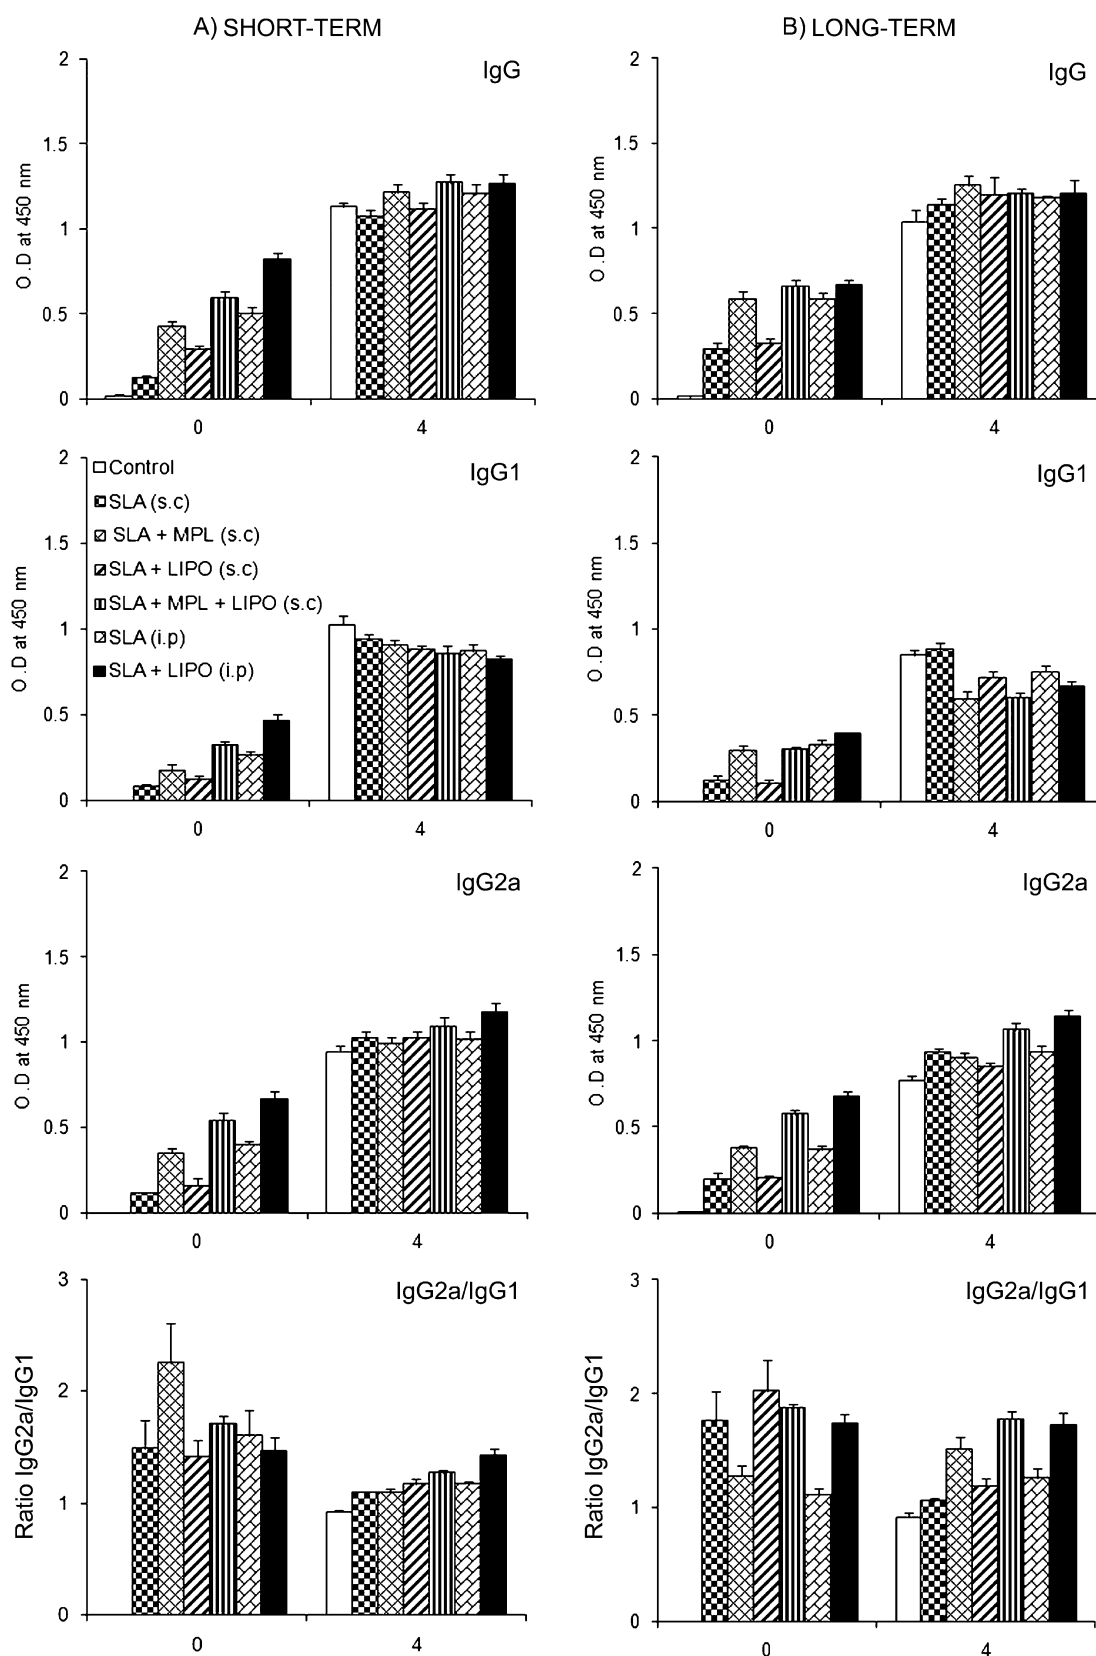 A) SHORT-TERM
B) LONG-TERM
IgG
2
1.5
1
0.5
0
O.D at 450 nm
0
4
IgG
2
1.5
1
0.5
0
O.D at 450 nm
0
4
IgG1
2
1.5
1
0.5
0
O.D at 450 nm
Control
SLA (s.c)
SLA + MPL (s.c)
SLA + LIPO (s.c)
SLA + MPL + LIPO (s.c)
SLA (i.p)
SLA + LIPO (i.p)
0
4
IgG1
2
1.5
1
0.5
0
O.D at 450 nm
0
4
IgG2a
2
1.5
1
0.5
0
O.D at 450 nm
0
4
IgG2a
2
1.5
1
0.5
0
O.D at 450 nm
0
4
IgG2a/IgG1
3
2
1
0
Ratio IgG2a/IgG1
0
4
IgG2a/IgG1
3
2
1
0
Ratio IgG2a/IgG1
0
4